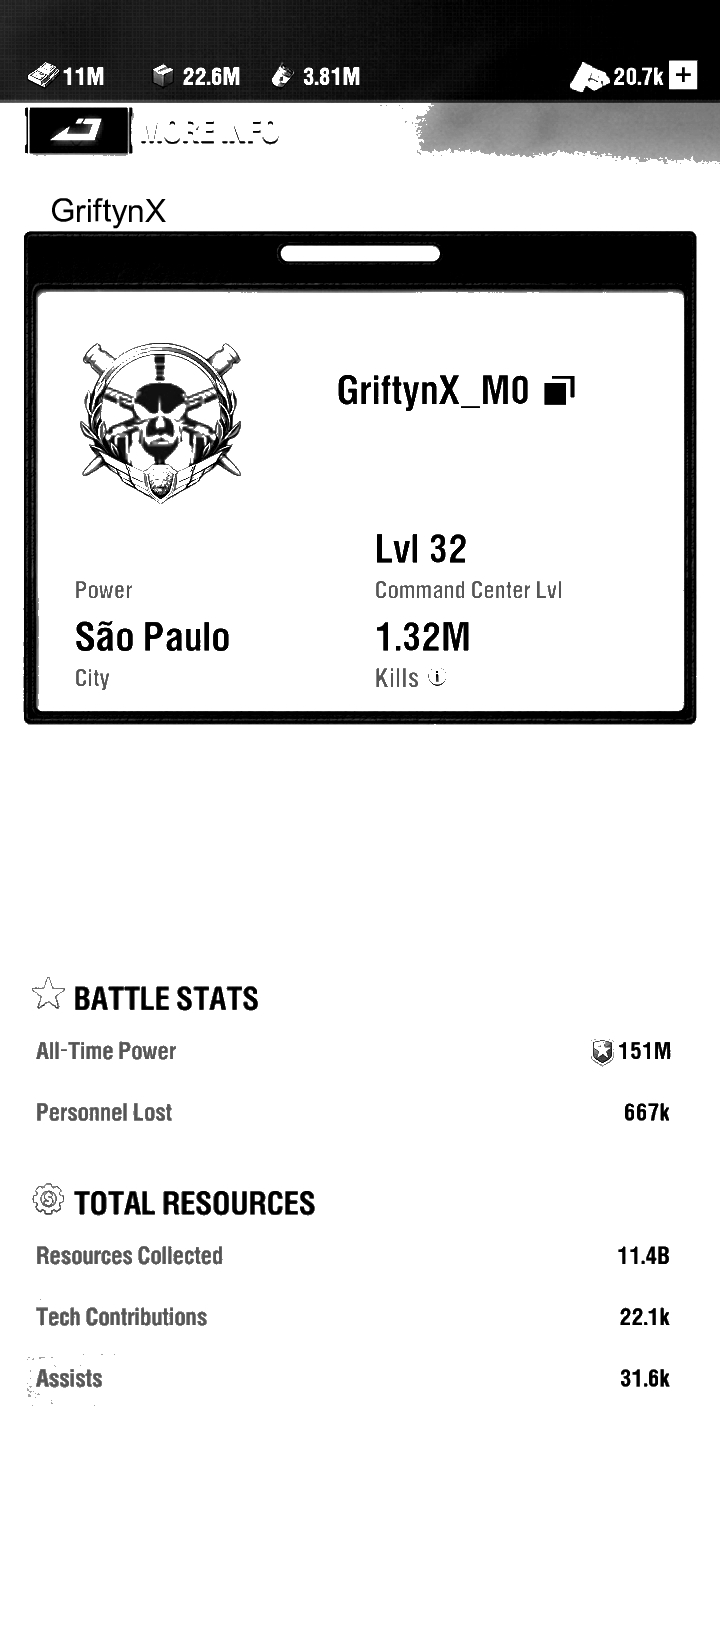 11M 22.6M 3.81M 20.7k +
MORE INFO
GriftynX
GriftynX_M0
Lvl 32
Power Command Center Lvl
São Paulo 1.32M
City Kills i
BATTLE STATS
All-Time Power 151M
Personnel Lost 667k
TOTAL RESOURCES
Resources Collected 11.4B
Tech Contributions 22.1k
Assists 31.6k